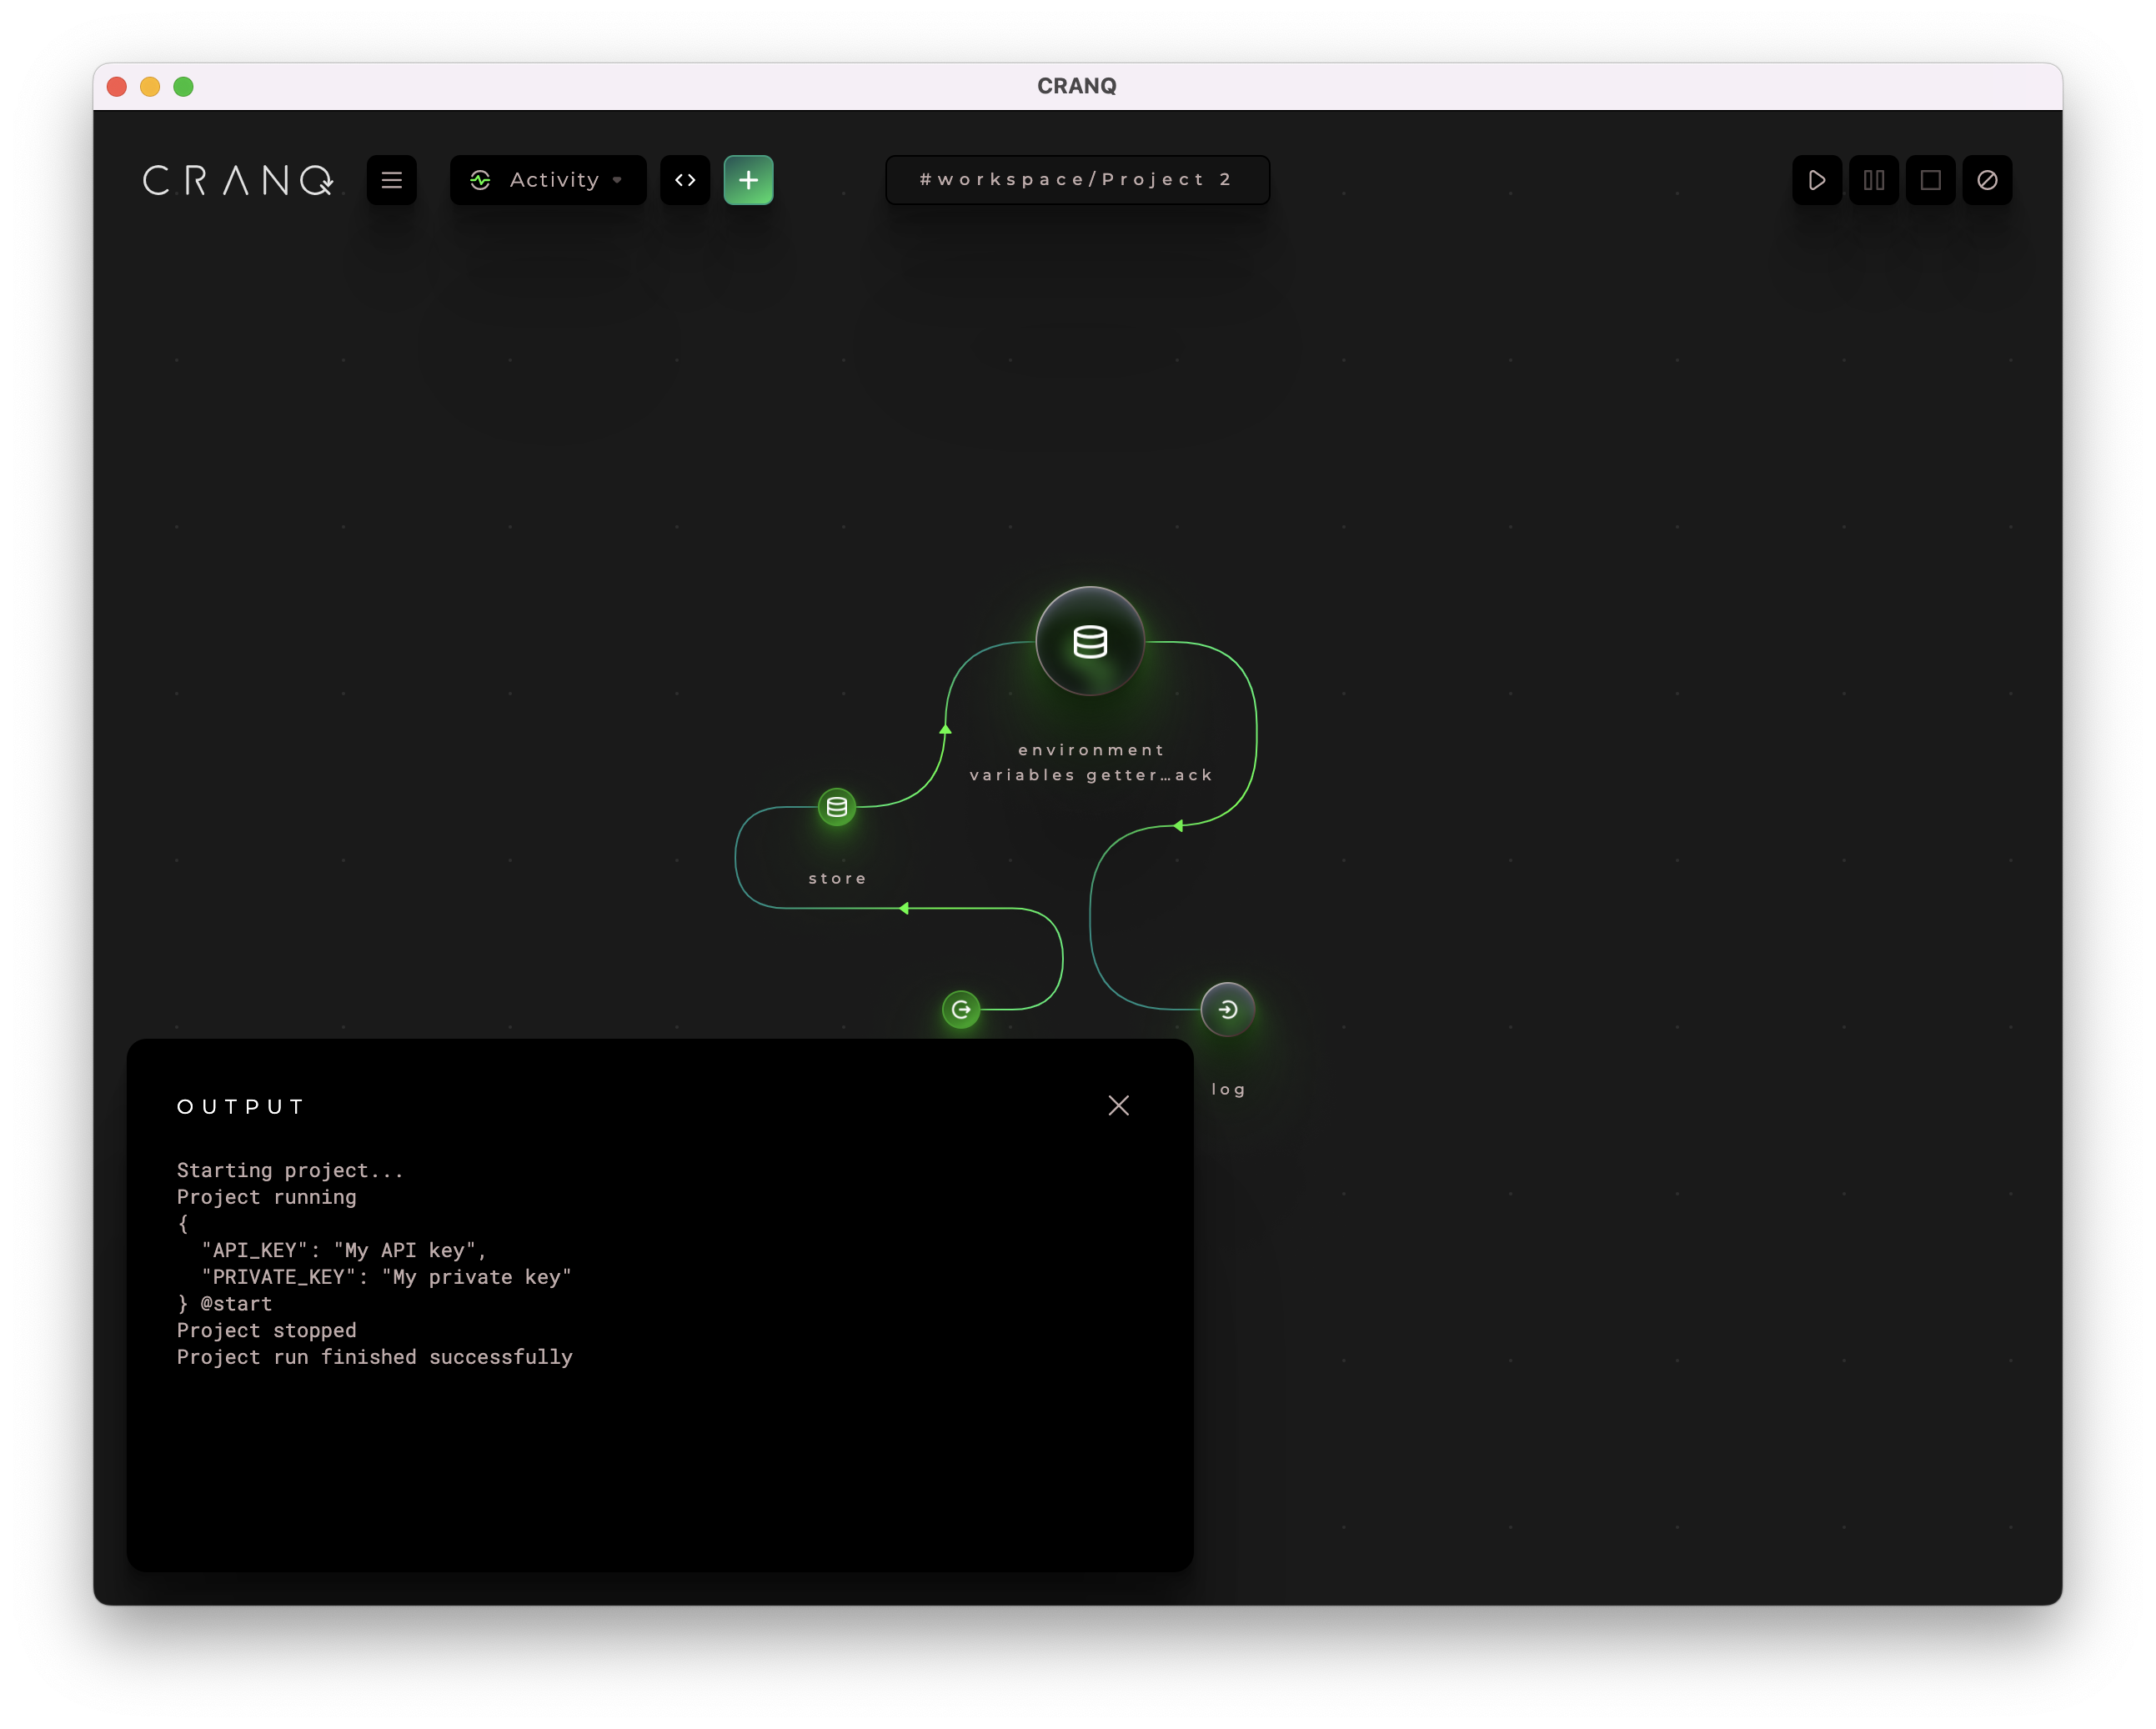 CRANQ
CRANQ
Activity
#workspace/Project 2
environment
variables getter…ack
store
log
OUTPUT
Starting project...
Project running
{
  "API_KEY": "My API key",
  "PRIVATE_KEY": "My private key"
} @start
Project stopped
Project run finished successfully